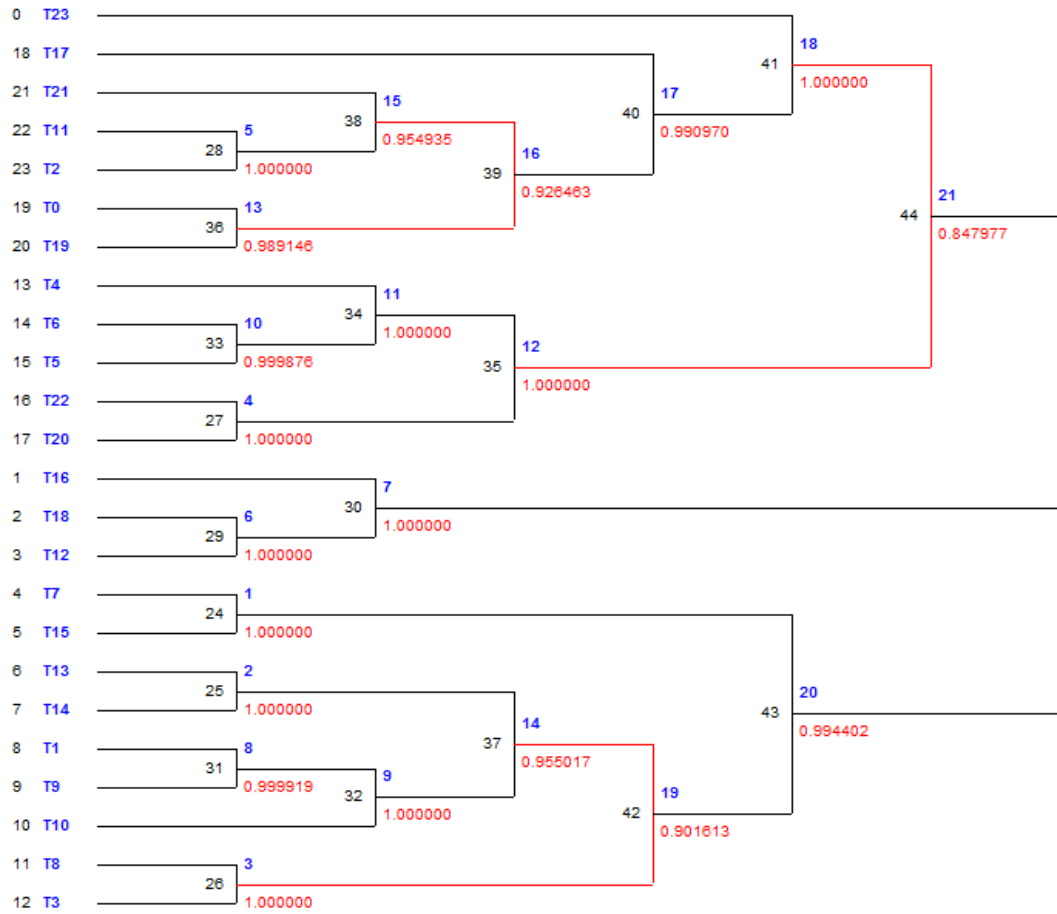 0 T23
18
41
1.000000
18 T17
17
40
0.990970
21 T21
15
38
0.954935
22 T11
5
28
1.000000
23 T2
16
39
0.926463
21
44
0.847977
19 T0
13
36
0.989146
20 T19
13 T4
11
34
1.000000
14 T6
10
33
0.999876
15 T5
12
35
1.000000
16 T22
4
27
1.000000
17 T20
1 T16
7
30
1.000000
2 T18
6
29
1.000000
3 T12
4 T7
1
24
1.000000
5 T15
6 T13
2
25
1.000000
7 T14
20
43
0.994402
14
37
0.955017
8 T1
8
31
0.999919
9 T9
9
32
1.000000
10 T10
19
42
0.901613
11 T8
3
26
1.000000
12 T3